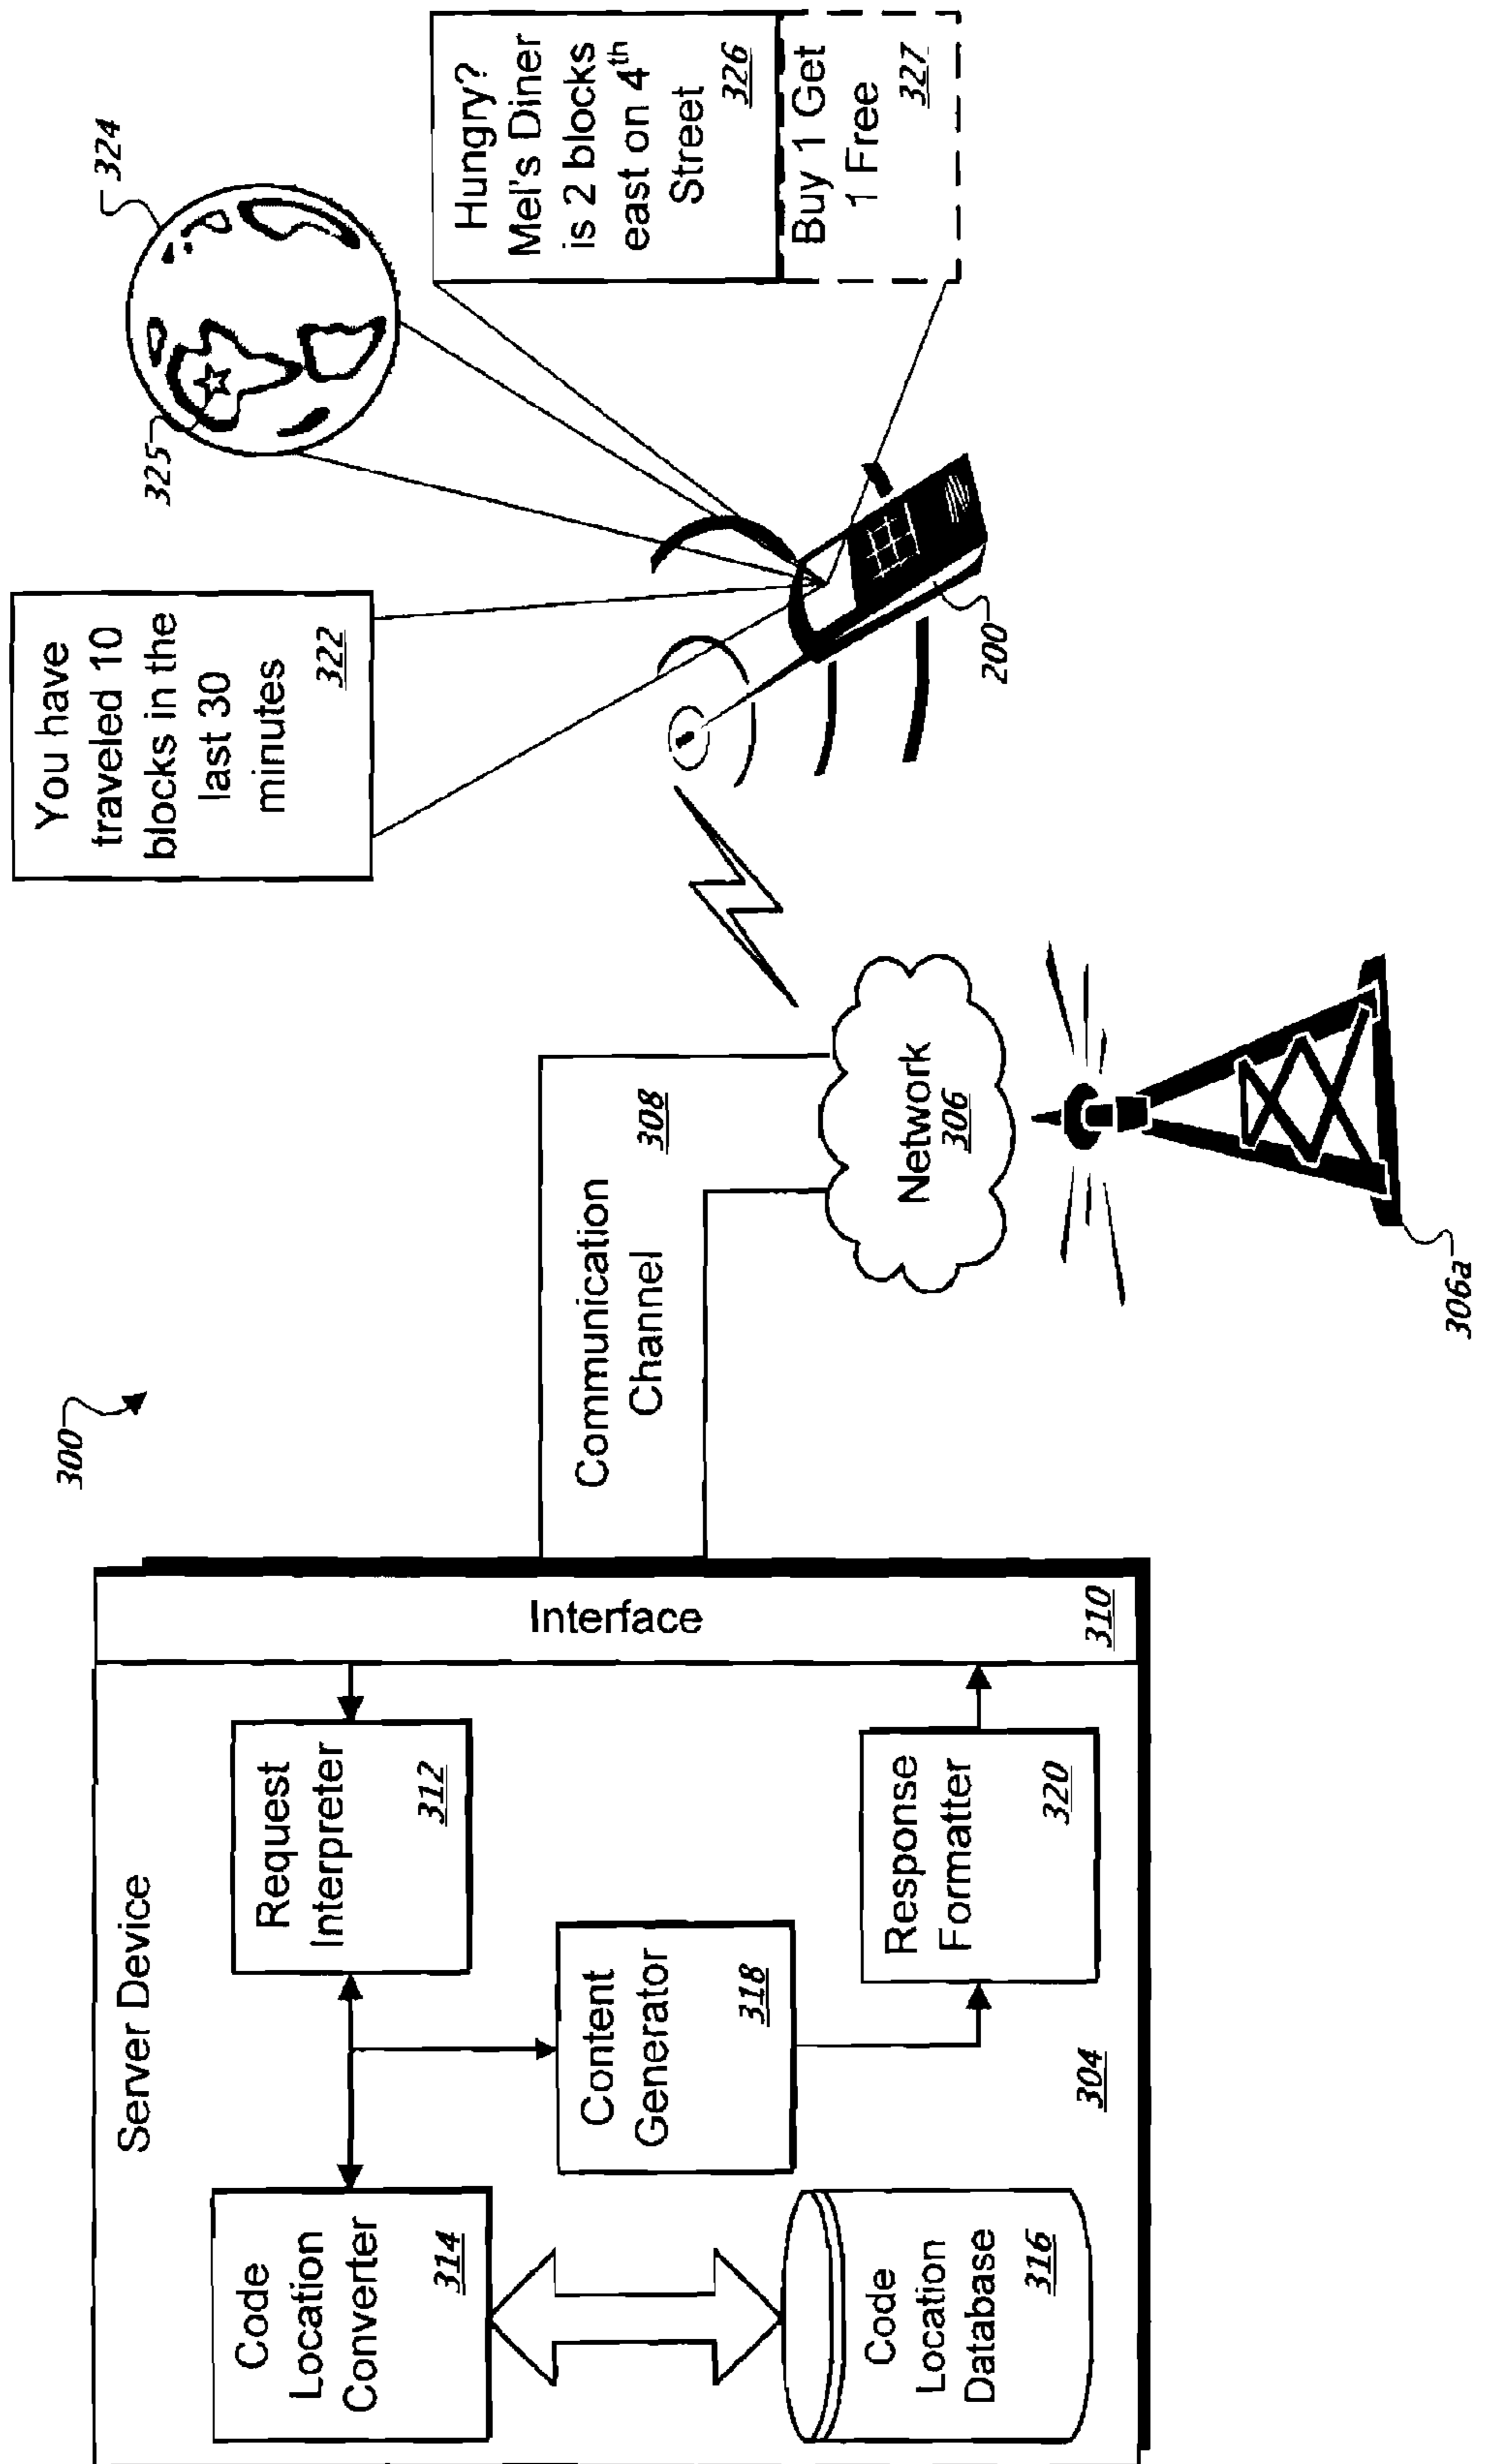 300
Server Device
Code
Location
Converter
314
Request
Interpreter
312
Content
Generator
318
Code
Location
Database
316
Response
Formatter
320
304
Interface
310
Communication
Channel
308
Network
306
306a
You have
traveled 10
blocks in the
last 30
minutes
322
324
325
Hungry?
Mel's Diner
is 2 blocks
east on 4th
Street
326
Buy 1 Get
1 Free
327
200